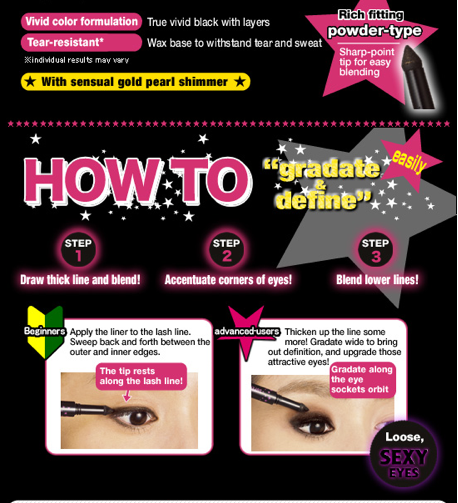 Vivid color formulation True vivid black with layers
Tear-resistant* Wax base to withstand tear and sweat
※individual results may vary
★ With sensual gold pearl shimmer ★
Rich fitting
powder-type
Sharp-point
tip for easy
blending
HOW TO
"gradate
&
define"
easily
STEP
1
Draw thick line and blend!
STEP
2
Accentuate corners of eyes!
STEP
3
Blend lower lines!
Beginners
Apply the liner to the lash line.
Sweep back and forth between the
outer and inner edges.
The tip rests
along the lash line!
advanced-users
Thicken up the line some
more! Gradate wide to bring
out definition, and upgrade those
attractive eyes!
Gradate along
the eye
sockets orbit
Loose,
SEXY
EYES